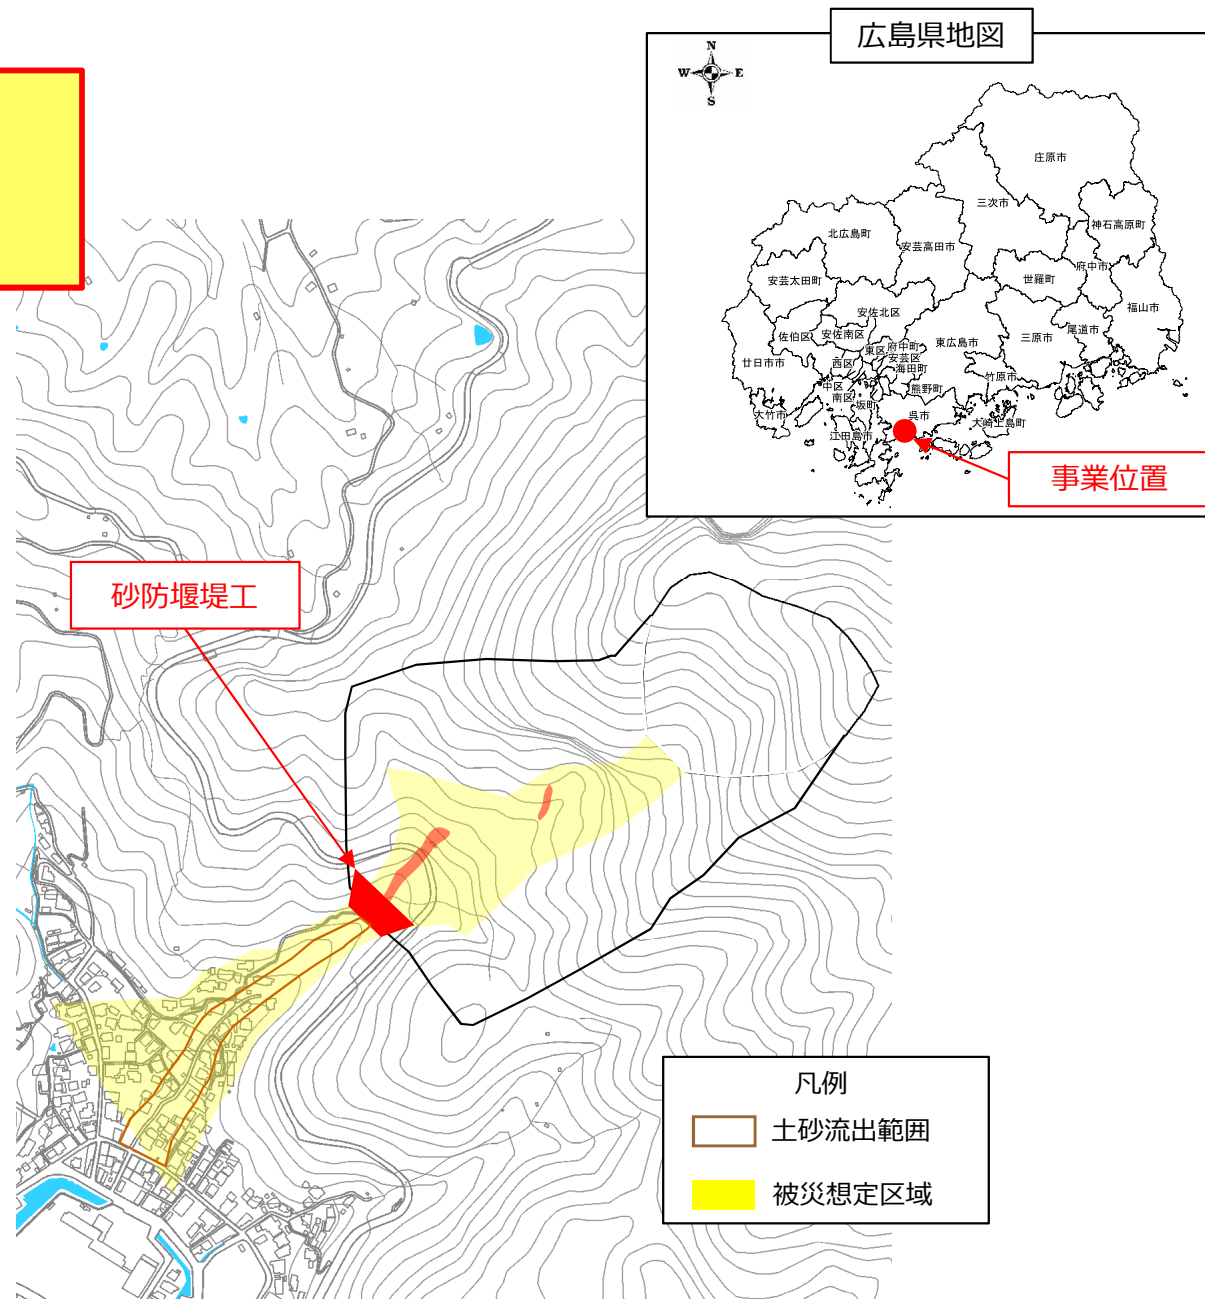 広島県地図
N
W E
S
庄原市
三次市
神石高原町
北広島町
安芸高田市
府中市
安芸太田町
世羅町
福山市
安佐北区
佐伯区
安佐南区
尾道市
三原市
東広島市
府中町
東区
安芸区
廿日市市
西区
海田町
竹原市
中区
熊野町
南区
坂町
大竹市
呉市
大崎上島町
江田島市
事業位置
砂防堰堤工
凡例
土砂流出範囲
被災想定区域